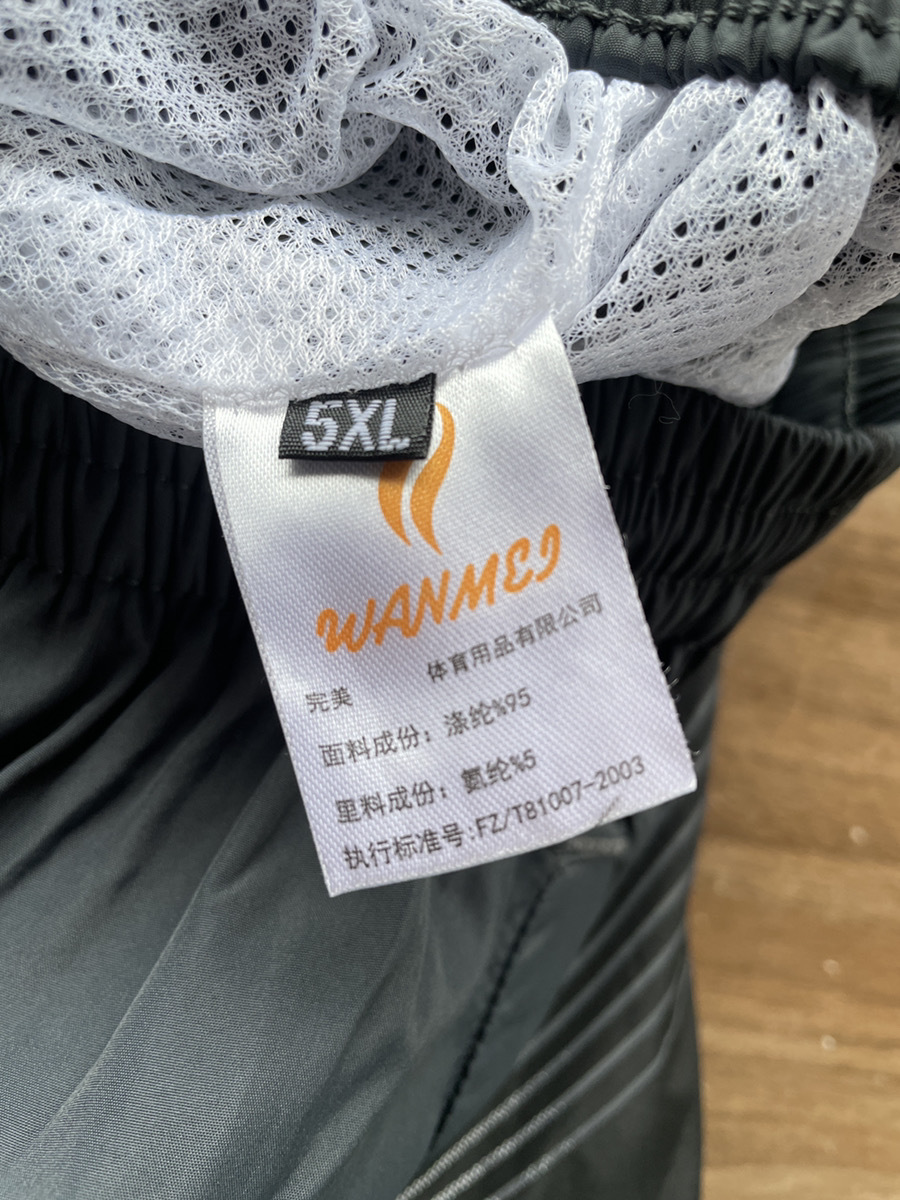 5XL
WANMEI
完美 体育用品有限公司
面料成份：涤纶%95
里料成份：氨纶%5
执行标准号:FZ/T81007-2003